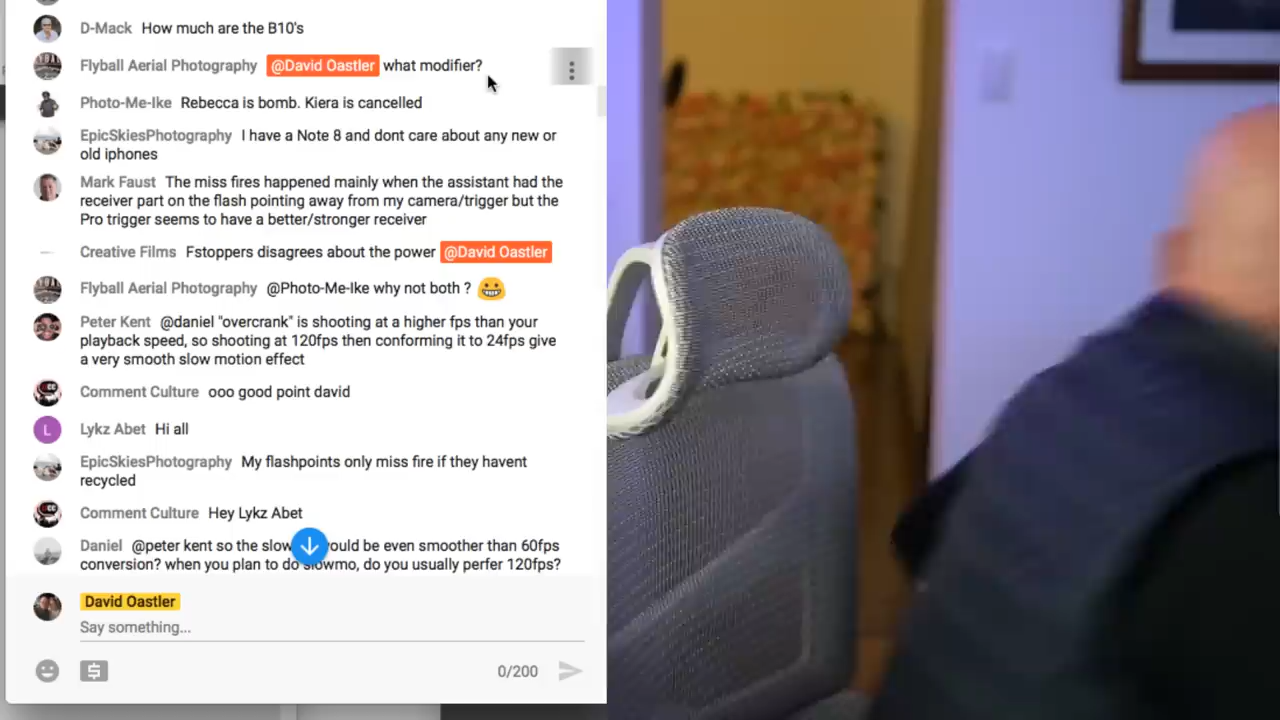 D-Mack How much are the B10's
Flyball Aerial Photography @David Oastler what modifier?
Photo-Me-Ike Rebecca is bomb. Kiera is cancelled
EpicSkiesPhotography I have a Note 8 and dont care about any new or
old iphones
Mark Faust The miss fires happened mainly when the assistant had the
receiver part on the flash pointing away from my camera/trigger but the
Pro trigger seems to have a better/stronger receiver
Creative Films Fstoppers disagrees about the power @David Oastler
Flyball Aerial Photography @Photo-Me-Ike why not both ?
Peter Kent @daniel "overcrank" is shooting at a higher fps than your
playback speed, so shooting at 120fps then conforming it to 24fps give
a very smooth slow motion effect
Comment Culture ooo good point david
L
Lykz Abet Hi all
EpicSkiesPhotography My flashpoints only miss fire if they havent
recycled
Comment Culture Hey Lykz Abet
Daniel @peter kent so the slow ould be even smoother than 60fps
conversion? when you plan to do slowmo, do you usually perfer 120fps?
David Oastler
Say something...
0/200